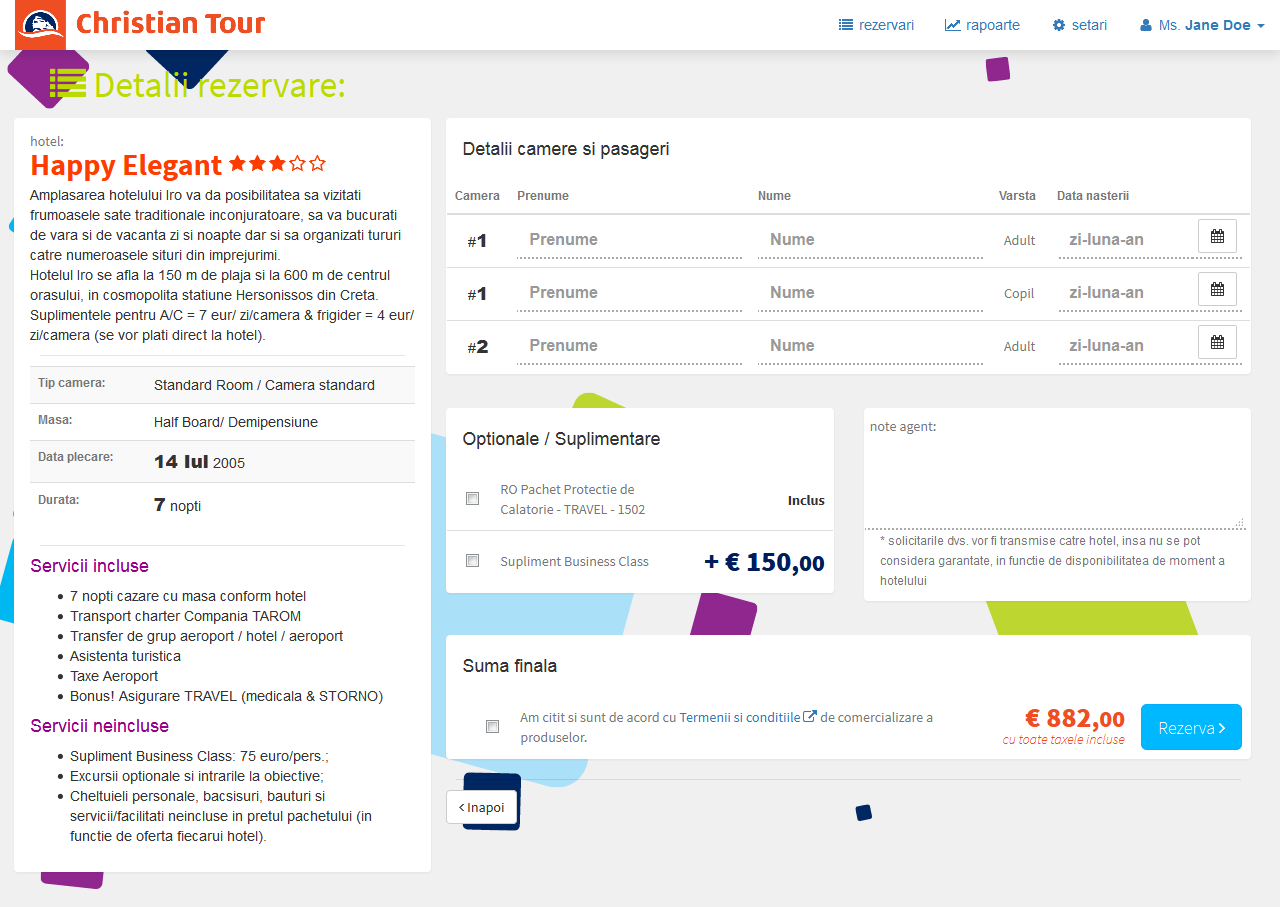 Christian Tour
rezervari
rapoarte
setari
Ms. Jane Doe
Detalii rezervare:
hotel:
Happy Elegant
Amplasarea hotelului Iro va da posibilitatea sa vizitati
frumoasele sate traditionale inconjuratoare, sa va bucurati
de vara si de vacanta zi si noapte dar si sa organizati tururi
catre numeroasele situri din imprejurimi.
Hotelul Iro se afla la 150 m de plaja si la 600 m de centrul
orasului, in cosmopolita statiune Hersonissos din Creta.
Suplimentele pentru A/C = 7 eur/ zi/camera & frigider = 4 eur/
zi/camera (se vor plati direct la hotel).
Tip camera: Standard Room / Camera standard
Masa: Half Board/ Demipensiune
Data plecare: 14 Iul 2005
Durata: 7 nopti
Servicii incluse
• 7 nopti cazare cu masa conform hotel
• Transport charter Compania TAROM
• Transfer de grup aeroport / hotel / aeroport
• Asistenta turistica
• Taxe Aeroport
• Bonus! Asigurare TRAVEL (medicala & STORNO)
Servicii neincluse
• Supliment Business Class: 75 euro/pers.;
• Excursii optionale si intrarile la obiective;
• Cheltuieli personale, bacsisuri, bauturi si
servicii/facilitati neincluse in pretul pachetului (in
functie de oferta fiecarui hotel).
Detalii camere si pasageri
Camera Prenume Nume Varsta Data nasterii
#1 Prenume Nume Adult zi-luna-an
#1 Prenume Nume Copil zi-luna-an
#2 Prenume Nume Adult zi-luna-an
Optionale / Suplimentare
RO Pachet Protectie de
Calatorie - TRAVEL - 1502
Inclus
Supliment Business Class + € 150,00
note agent:
* solicitarile dvs. vor fi transmise catre hotel, insa nu se pot
considera garantate, in functie de disponibilitatea de moment a
hotelului
Suma finala
Am citit si sunt de acord cu Termenii si conditiile de comercializare a
produselor.
€ 882,00
cu toate taxele incluse
Rezerva
Inapoi